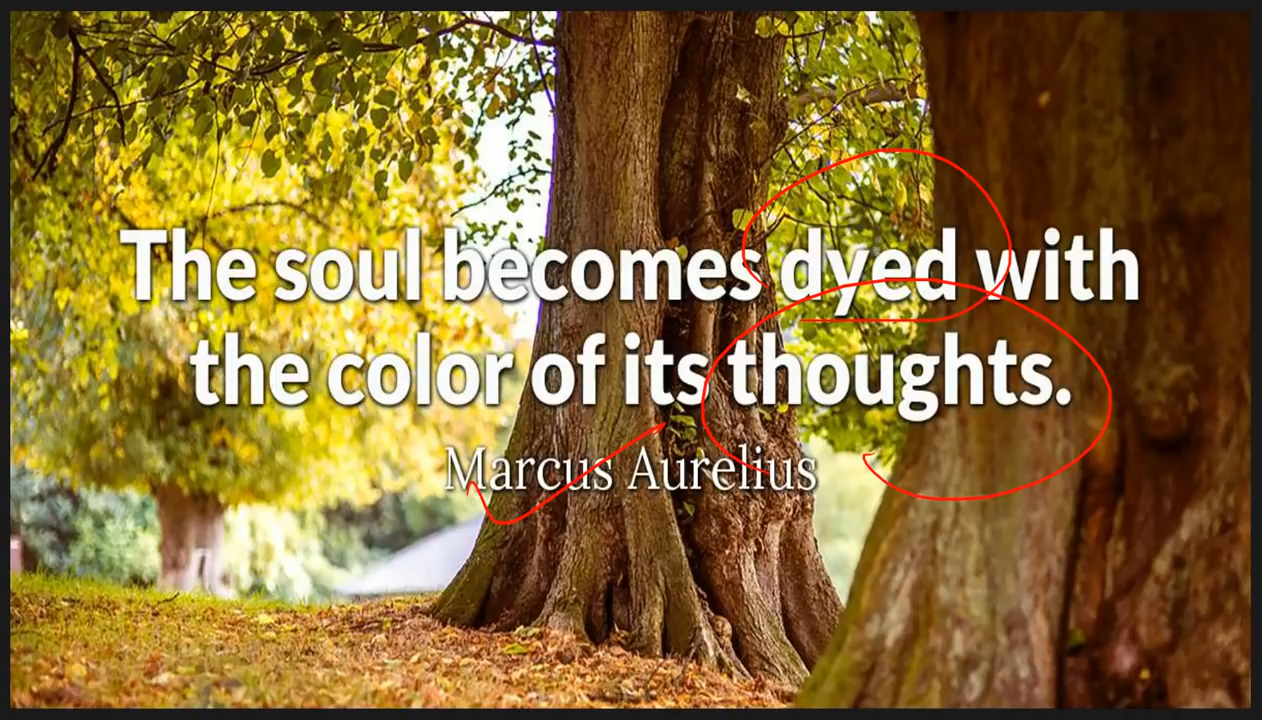 The soul becomes dyed with
the color of its thoughts.
Marcus Aurelius